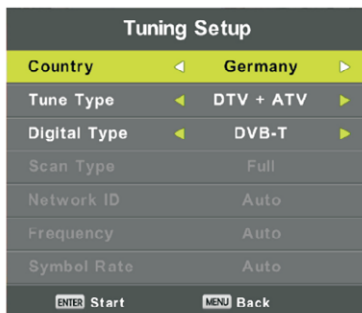 Tuning Setup
Country Germany
Tune Type DTV + ATV
Digital Type DVB-T
Scan Type Full
Network ID Auto
Frequency Auto
Symbol Rate Auto
ENTER Start MENU Back